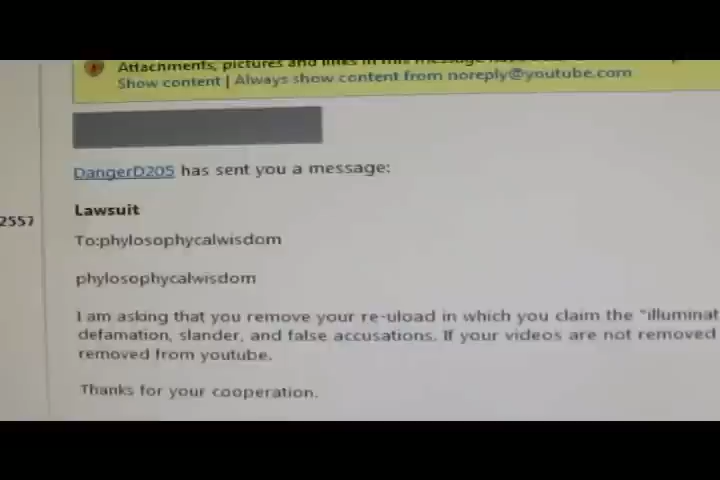 Attachments, pictures and links in this message have
Show content | Always show content from noreply@youtube.com
DangerD205 has sent you a message:
Lawsuit
2557
To:phylosophycalwisdom
phylosophycalwisdom
I am asking that you remove your re-uload in which you claim the "illuminat
defamation, slander, and false accusations. If your videos are not removed
removed from youtube.
Thanks for your cooperation.